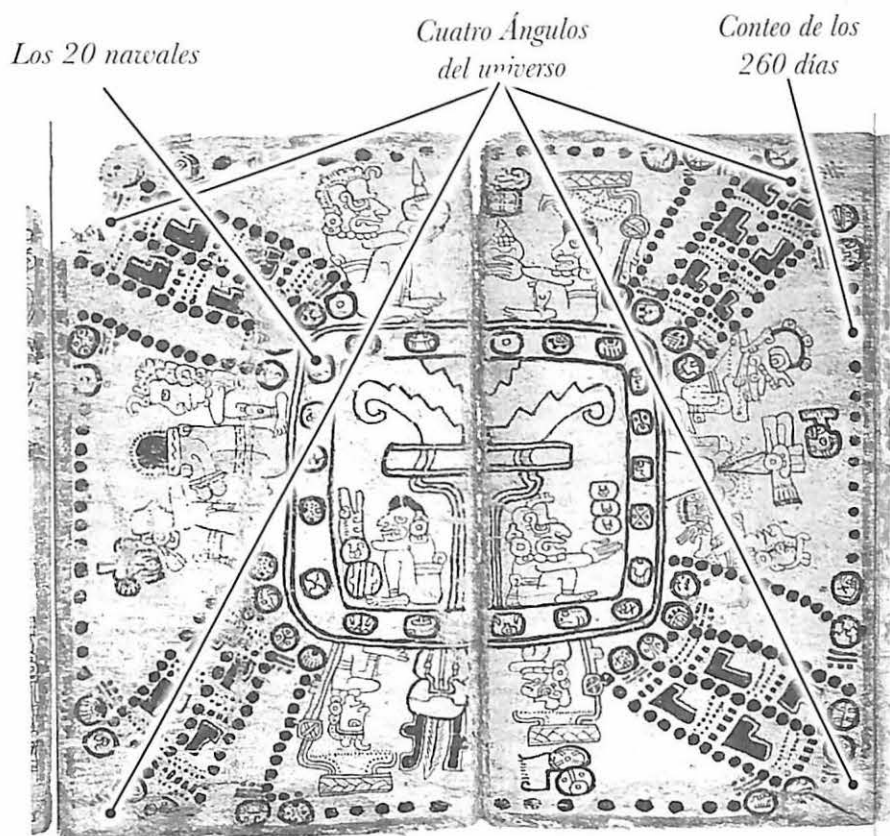 Los 20 nawales
Cuatro Ángulos
del universo
Conteo de los
260 días